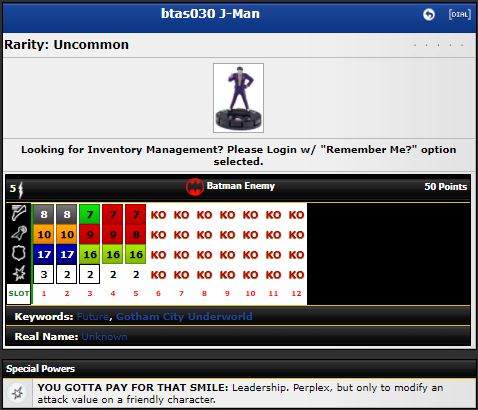 btas030 J-Man
[DIAL]
Rarity: Uncommon
Looking for Inventory Management? Please Login w/ "Remember Me?" option
selected.
5 Batman Enemy 50 Points
8 8 7 7 7 KO KO KO KO KO KO KO
10 10 9 9 8 KO KO KO KO KO KO KO
17 17 16 16 16 KO KO KO KO KO KO KO
3 2 2 2 2 KO KO KO KO KO KO KO
SLOT 1 2 3 4 5 6 7 8 9 10 11 12
Keywords: Future, Gotham City Underworld
Real Name: Unknown
Special Powers
YOU GOTTA PAY FOR THAT SMILE: Leadership. Perplex, but only to modify an
attack value on a friendly character.